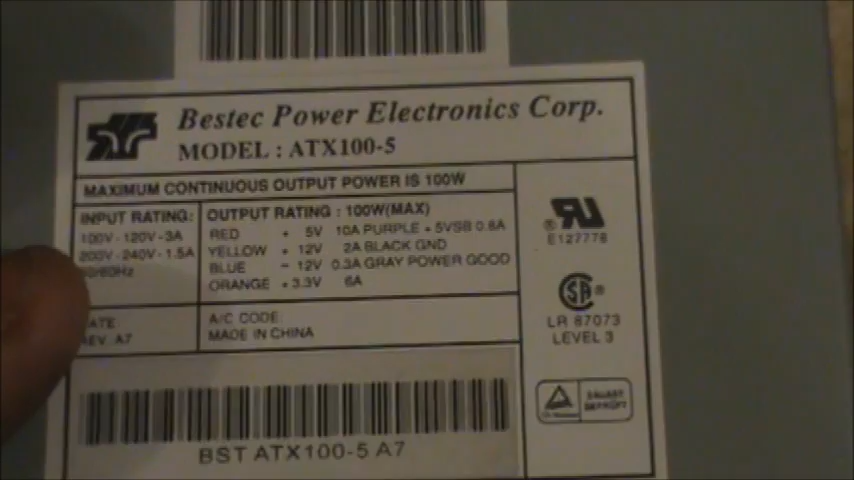 Bestec Power Electronics Corp.
MODEL : ATX100-5
MAXIMUM CONTINUOUS OUTPUT POWER IS 100W
INPUT RATING:
100V - 120V - 3A
200V - 240V - 1.5A
50/60Hz
OUTPUT RATING : 100W(MAX)
RED + 5V 10A PURPLE + 5VSB 0.8A
YELLOW + 12V 2A BLACK GND
BLUE - 12V 0.3A GRAY POWER GOOD
ORANGE + 3.3V 6A
DATE
REV. A7
A/C CODE:
MADE IN CHINA
RU ®
E127778
SA ®
LR 87073
LEVEL 3
BST ATX100-5 A7